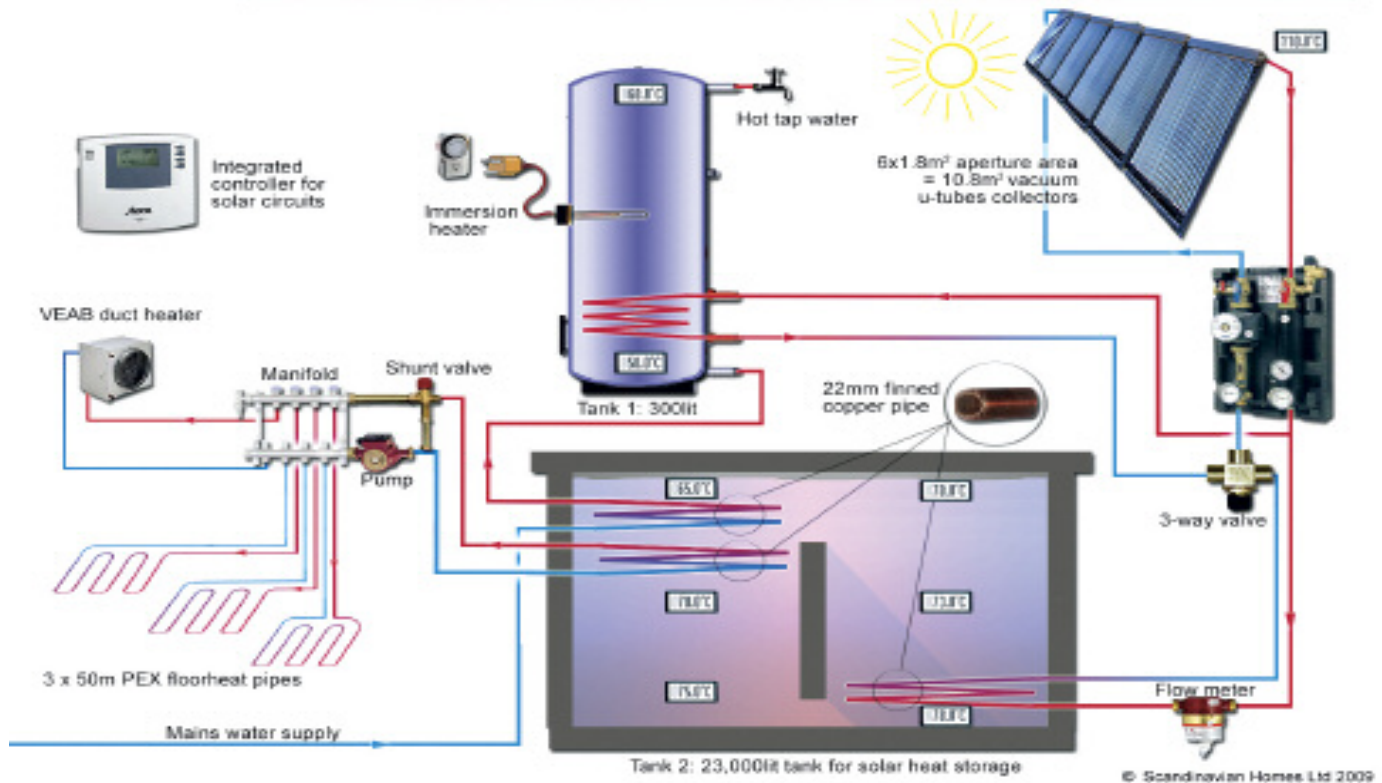 Hot tap water
6x1.8m² aperture area
= 10.8m² vacuum
u-tubes collectors
Integrated
controller for
solar circuits
Immersion
heater
VEAB duct heater
Manifold
Shunt valve
Pump
Tank 1: 300lit
22mm finned
copper pipe
3-way valve
3 x 50m PEX floorheat pipes
Flow meter
Mains water supply
Tank 2: 23,000lit tank for solar heat storage
© Scandinavian Homes Ltd 2009